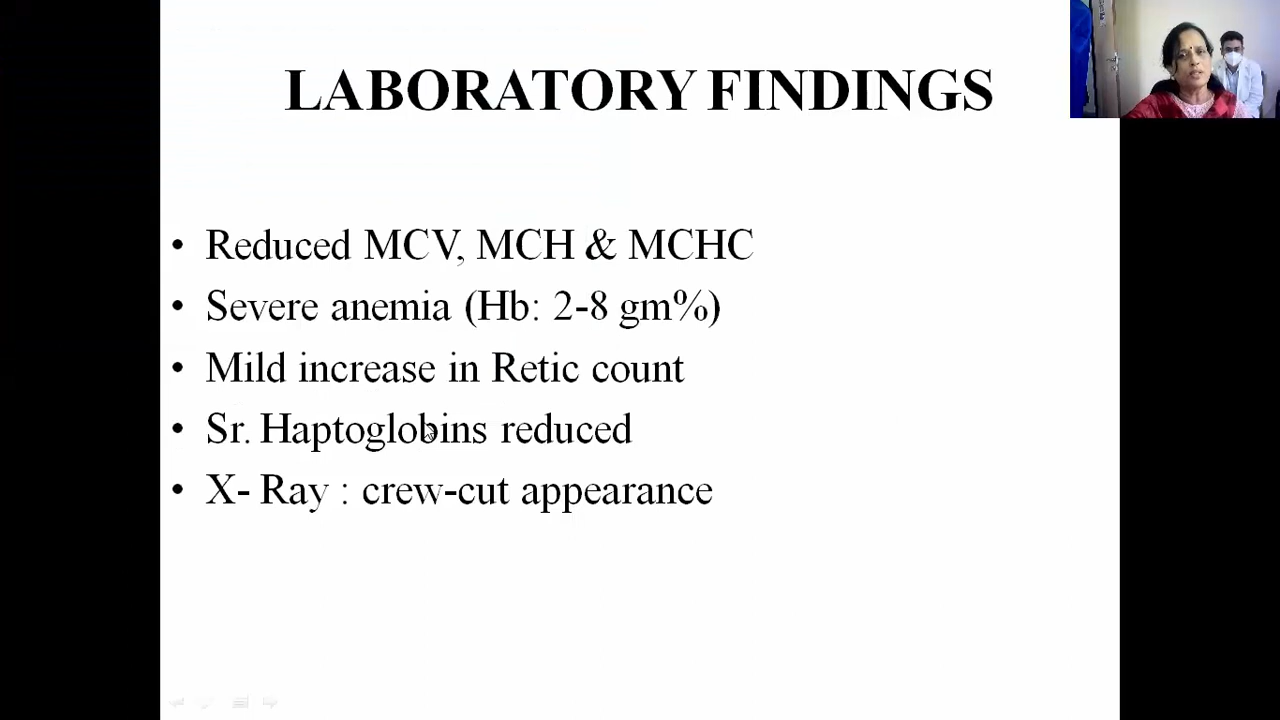 LABORATORY FINDINGS
• Reduced MCV, MCH & MCHC
• Severe anemia (Hb: 2-8 gm%)
• Mild increase in Retic count
• Sr. Haptoglobins reduced
• X- Ray : crew-cut appearance